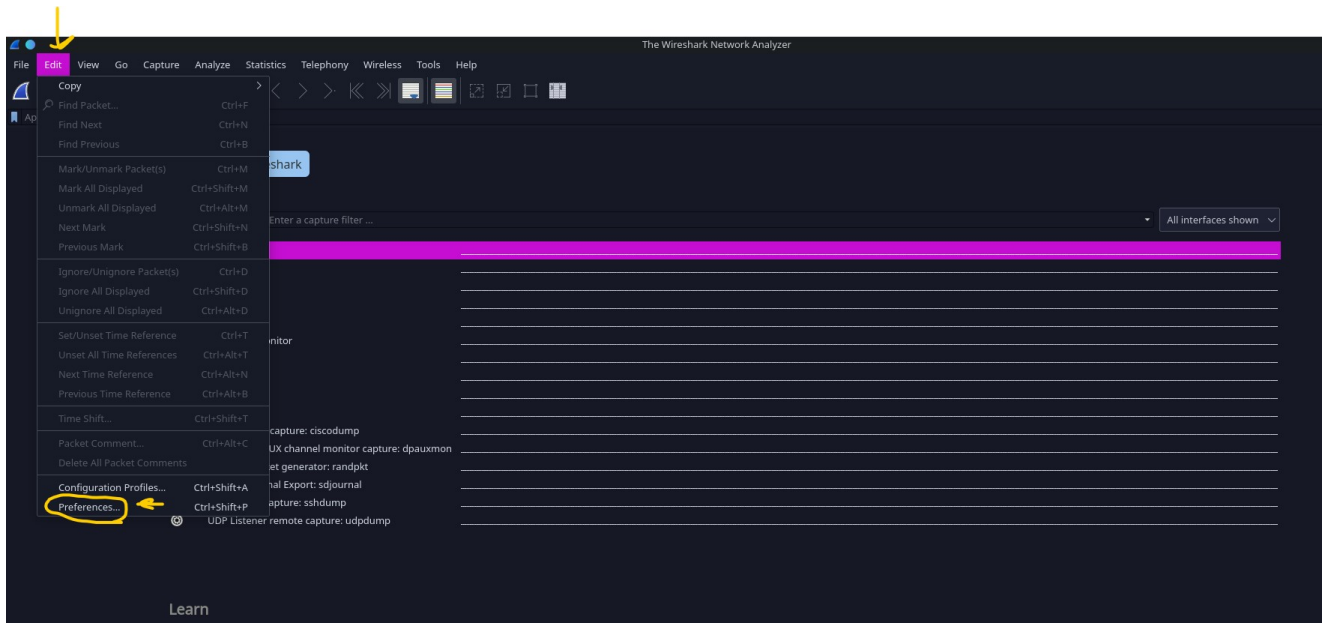 The Wireshark Network Analyzer
File Edit View Go Capture Analyze Statistics Telephony Wireless Tools Help
Copy
Find Packet... Ctrl+F
Find Next Ctrl+N
Find Previous Ctrl+B
Mark/Unmark Packet(s) Ctrl+M
Mark All Displayed Ctrl+Shift+M
Unmark All Displayed Ctrl+Alt+M
Next Mark Ctrl+Shift+N
Previous Mark Ctrl+Shift+B
Ignore/Unignore Packet(s) Ctrl+D
Ignore All Displayed Ctrl+Shift+D
Unignore All Displayed Ctrl+Alt+D
Set/Unset Time Reference Ctrl+T
Unset All Time References Ctrl+Alt+T
Next Time Reference Ctrl+Alt+N
Previous Time Reference Ctrl+Alt+B
Time Shift... Ctrl+Shift+T
Packet Comment... Ctrl+Alt+C
Delete All Packet Comments
Configuration Profiles... Ctrl+Shift+A
Preferences... Ctrl+Shift+P
Ap
eshark
Enter a capture filter ...
All interfaces shown
onitor
capture: ciscodump
UX channel monitor capture: dpauxmon
et generator: randpkt
nal Export: sdjournal
apture: sshdump
UDP Listener remote capture: udpdump
Learn